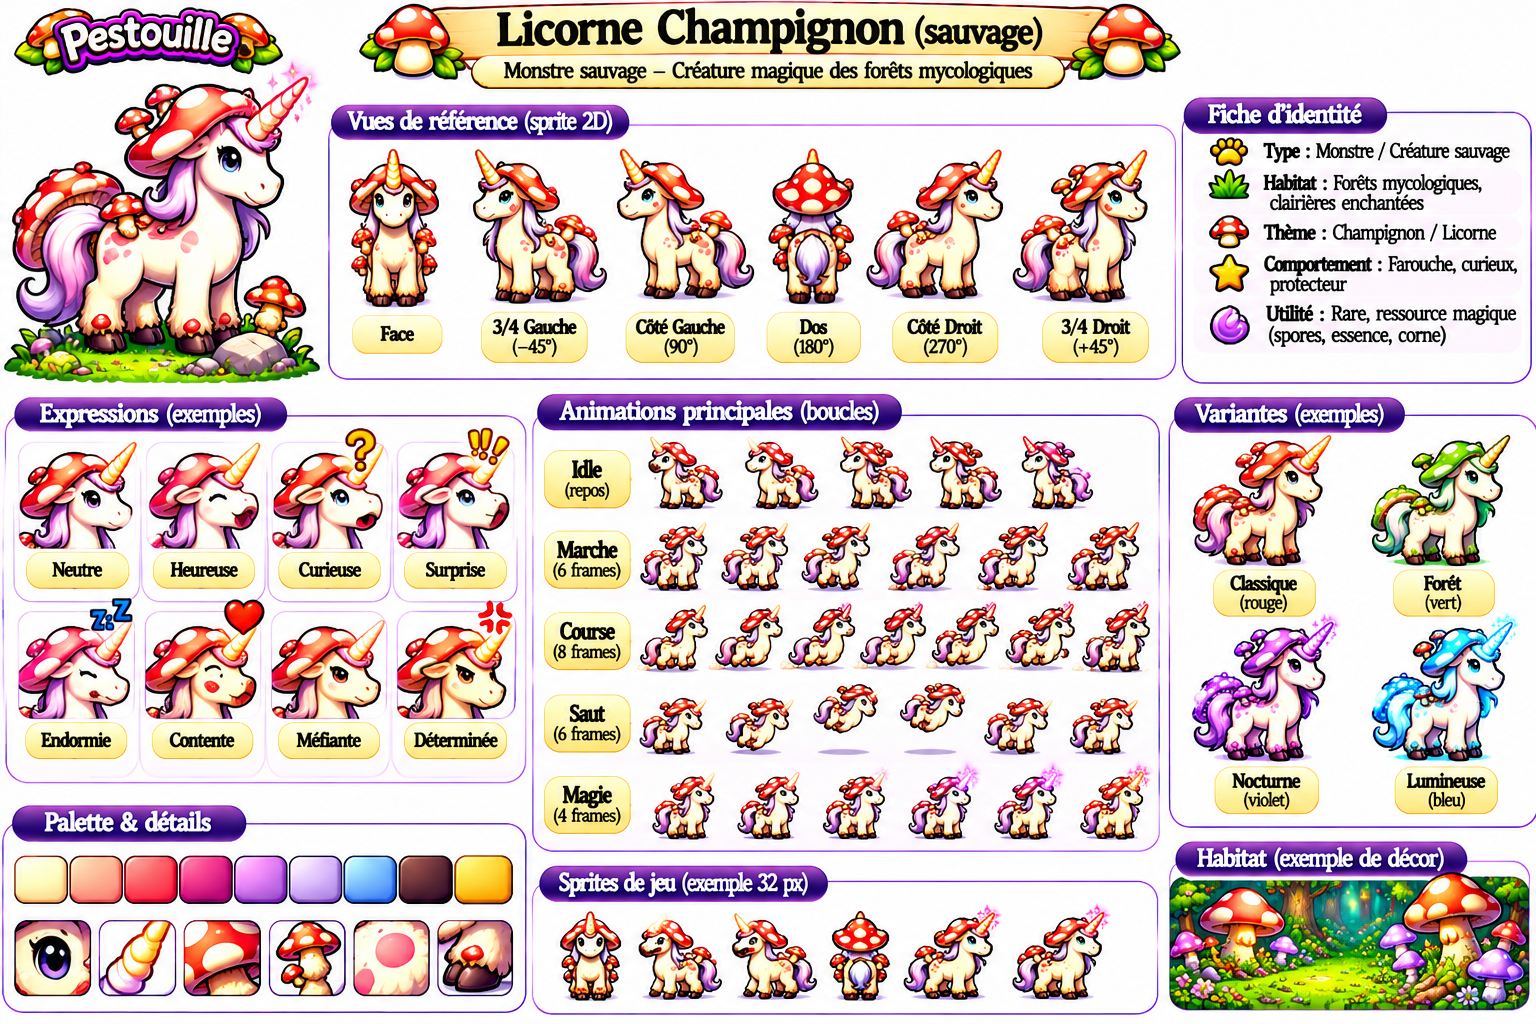 Pestouille
Licorne Champignon (sauvage)
Monstre sauvage – Créature magique des forêts mycologiques
Vues de référence (sprite 2D)
Face
3/4 Gauche
(−45°)
Côté Gauche
(90°)
Dos
(180°)
Côté Droit
(270°)
3/4 Droit
(+45°)
Fiche d'identité
Type : Monstre / Créature sauvage
Habitat : Forêts mycologiques,
clairières enchantées
Thème : Champignon / Licorne
Comportement : Farouche, curieux,
protecteur
Utilité : Rare, ressource magique
(spores, essence, corne)
Expressions (exemples)
?
!!!
Neutre
Heureuse
Curieuse
Surprise
zzZ
Endormie
Contente
Méfiante
Déterminée
Animations principales (boucles)
Idle
(repos)
Marche
(6 frames)
Course
(8 frames)
Saut
(6 frames)
Magie
(4 frames)
Variantes (exemples)
Classique
(rouge)
Forêt
(vert)
Nocturne
(violet)
Lumineuse
(bleu)
Palette & détails
Sprites de jeu (exemple 32 px)
Habitat (exemple de décor)